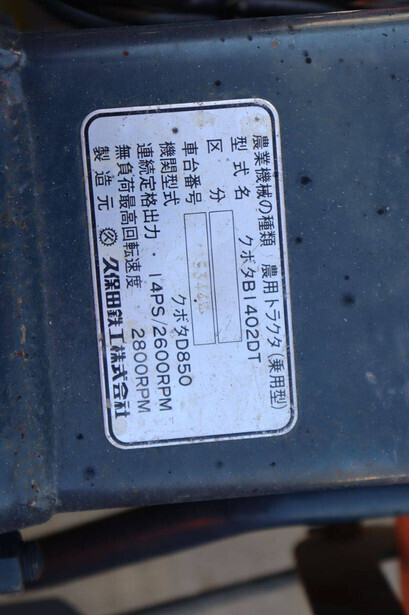 農業機械の種類 農用トラクタ(乗用型)
型式名 クボタB1402DT
区分
車台番号
機関型式 クボタD850
連続定格出力・14PS/2600RPM
無負荷最高回転速度 2800RPM
製造元 久保田鉄工株式会社